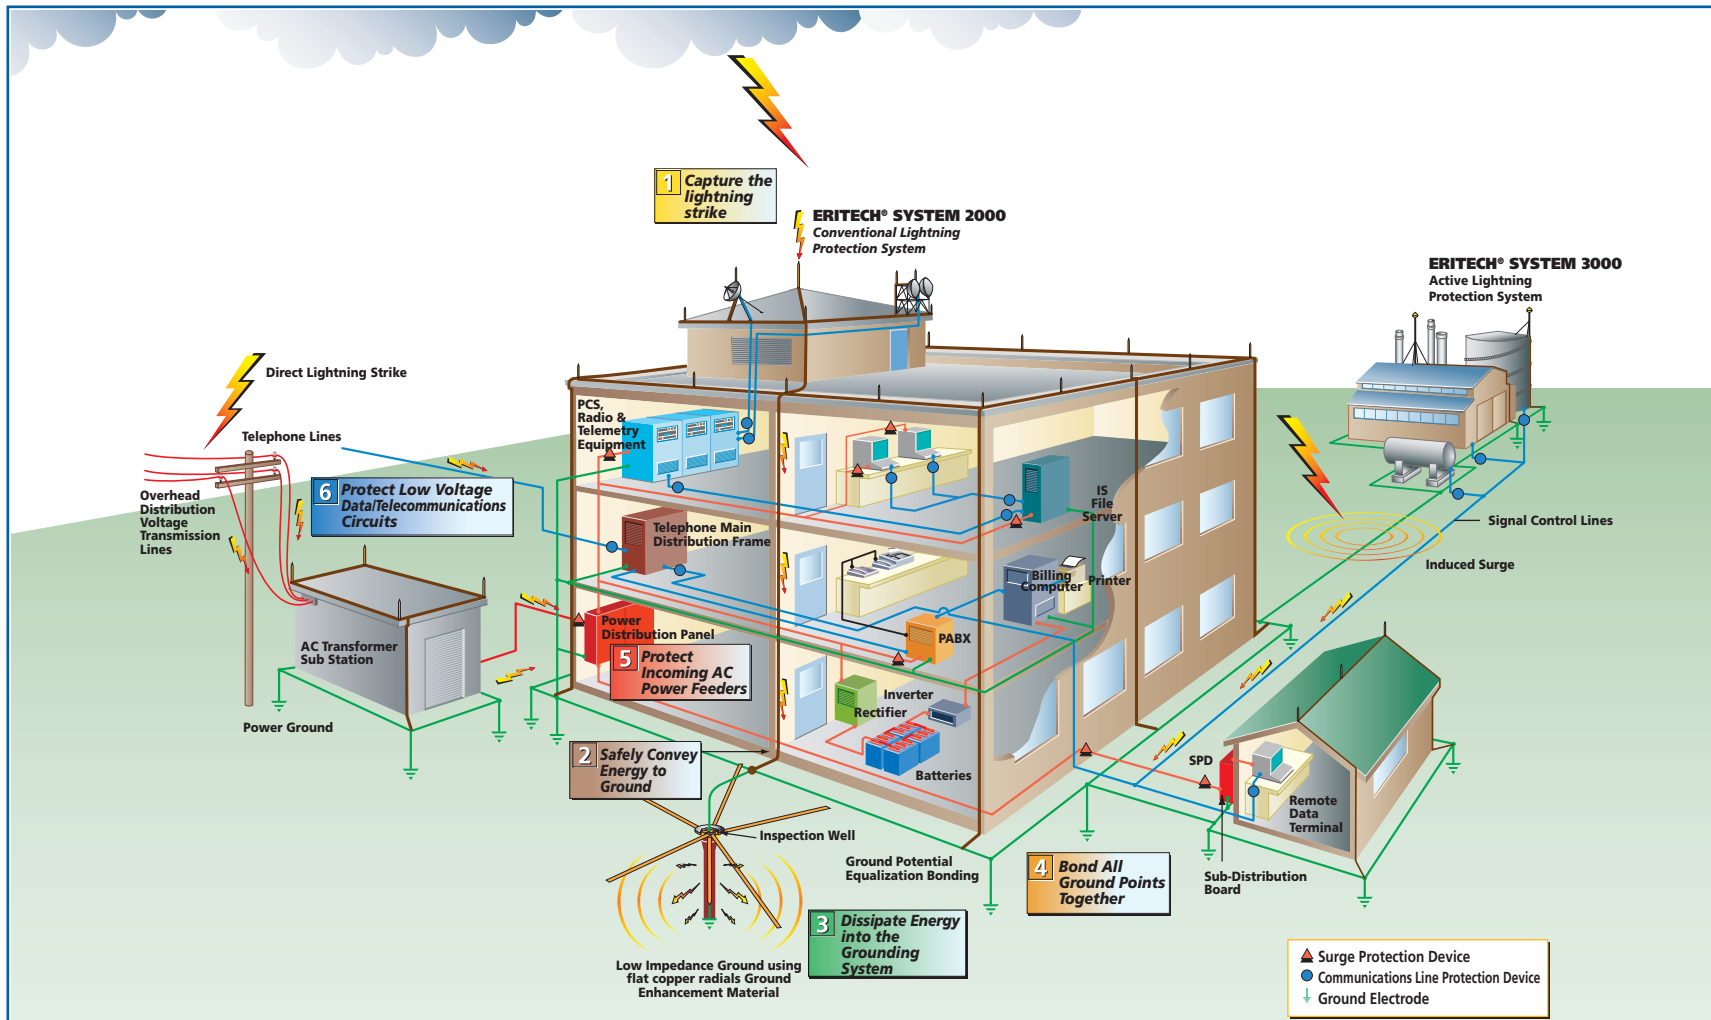 1 Capture the
lightning
strike
ERITECH® SYSTEM 2000
Conventional Lightning
Protection System
ERITECH® SYSTEM 3000
Active Lightning
Protection System
Direct Lightning Strike
Telephone Lines
PCS,
Radio &
Telemetry
Equipment
6 Protect Low Voltage
Data/Telecommunications
Circuits
Overhead
Distribution
Voltage
Transmission
Lines
Telephone Main
Distribution Frame
IS
File
Server
Signal Control Lines
Induced Surge
Billing
Computer
Printer
Power
Distribution Panel
PABX
AC Transformer
Sub Station
5 Protect
Incoming AC
Power Feeders
Inverter
Rectifier
Power Ground
2 Safely Convey
Energy to
Ground
Batteries
SPD
Remote
Data
Terminal
Inspection Well
Ground Potential
Equalization Bonding
4 Bond All
Ground Points
Together
Sub-Distribution
Board
3 Dissipate Energy
into the
Grounding
System
Low Impedance Ground using
flat copper radials Ground
Enhancement Material
Surge Protection Device
Communications Line Protection Device
Ground Electrode